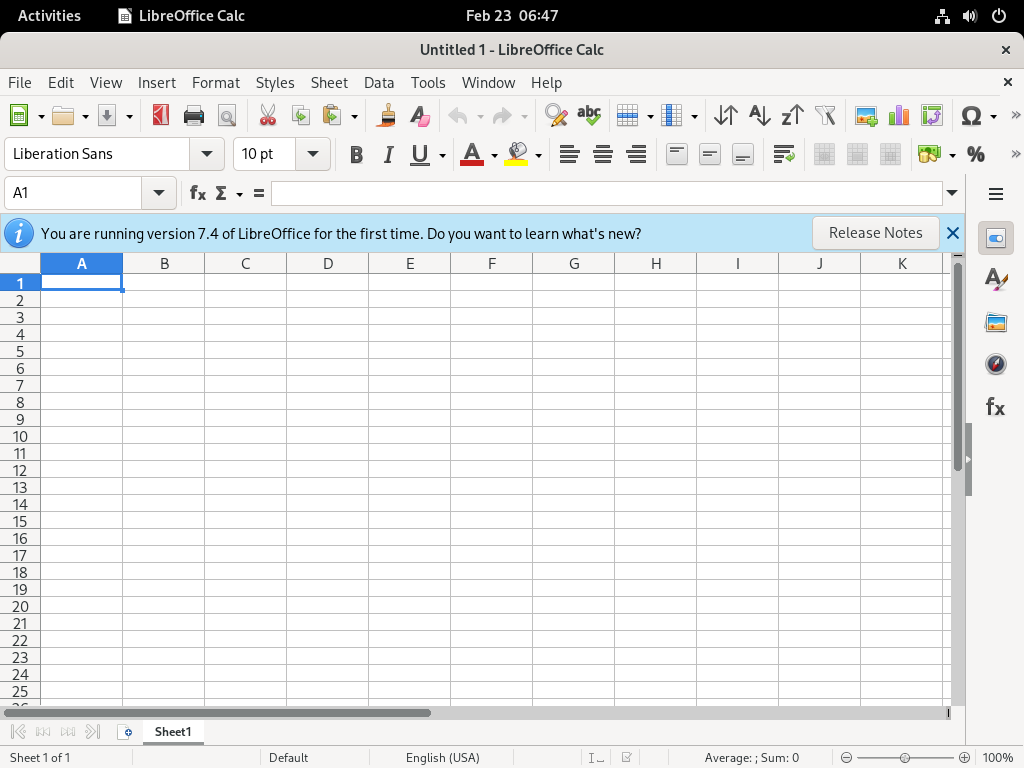 Activities LibreOffice Calc Feb 23 06:47
Untitled 1 - LibreOffice Calc
File Edit View Insert Format Styles Sheet Data Tools Window Help
abc Ω
Liberation Sans 10 pt B I U A %
A1 fx Σ =
You are running version 7.4 of LibreOffice for the first time. Do you want to learn what's new? Release Notes
A B C D E F G H I J K
1
2
3
4
5
6
7
8
fx
9
10
11
12
13
14
15
16
17
18
19
20
21
22
23
24
25
26
Sheet1
Sheet 1 of 1 Default English (USA) Average: ; Sum: 0 100%